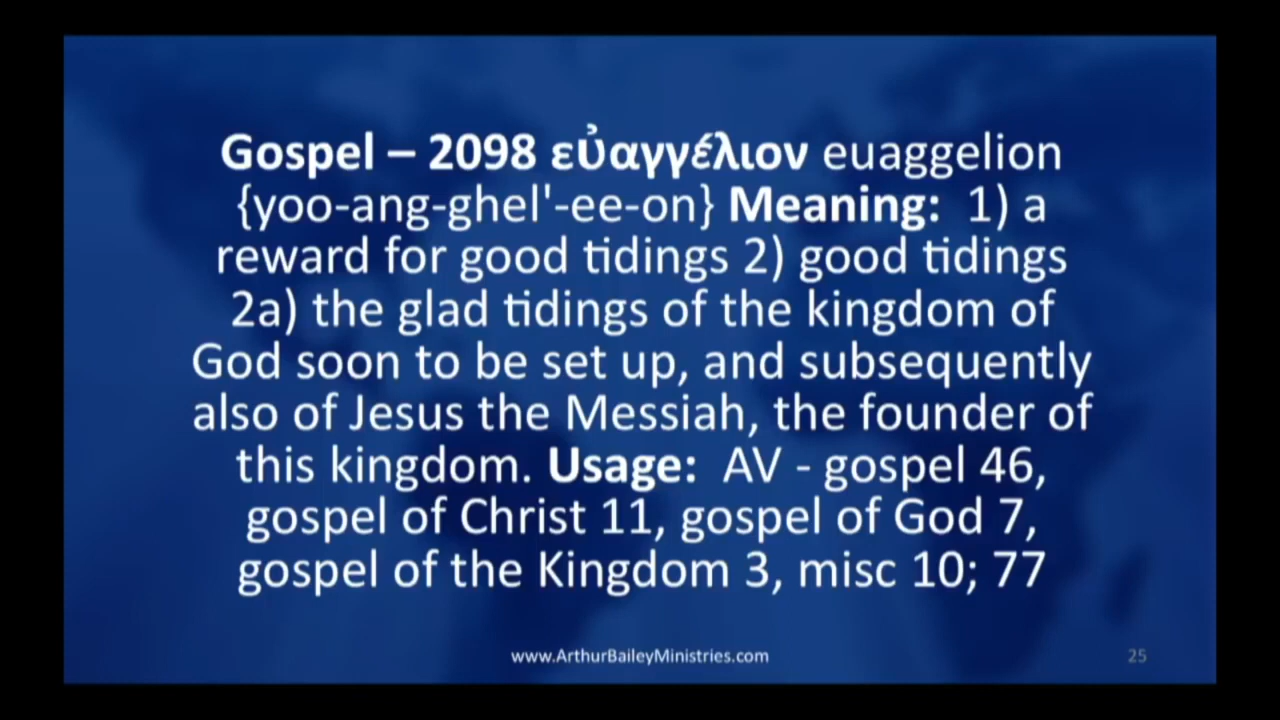 Gospel – 2098 εὐαγγέλιον euaggelion
{yoo-ang-ghel'-ee-on} Meaning:  1) a
reward for good tidings 2) good tidings
2a) the glad tidings of the kingdom of
God soon to be set up, and subsequently
also of Jesus the Messiah, the founder of
this kingdom. Usage:  AV - gospel 46,
gospel of Christ 11, gospel of God 7,
gospel of the Kingdom 3, misc 10; 77
www.ArthurBaileyMinistries.com
25